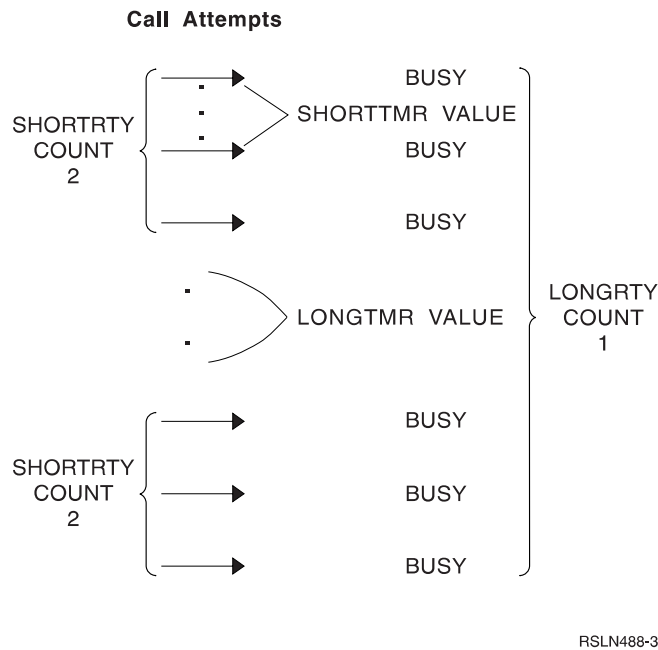 Call Attempts
BUSY
SHORTTMR VALUE
SHORTRTY
COUNT
2
BUSY
BUSY
LONGTMR VALUE
LONGRTY
COUNT
1
BUSY
SHORTRTY
COUNT
2
BUSY
BUSY
RSLN488-3